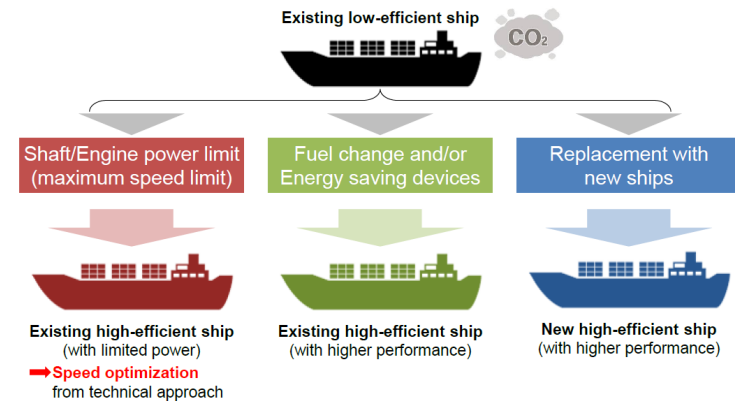 Existing low-efficient ship
CO₂
Shaft/Engine power limit
(maximum speed limit)
Fuel change and/or
Energy saving devices
Replacement with
new ships
Existing high-efficient ship
(with limited power)
➡Speed optimization
from technical approach
Existing high-efficient ship
(with higher performance)
New high-efficient ship
(with higher performance)